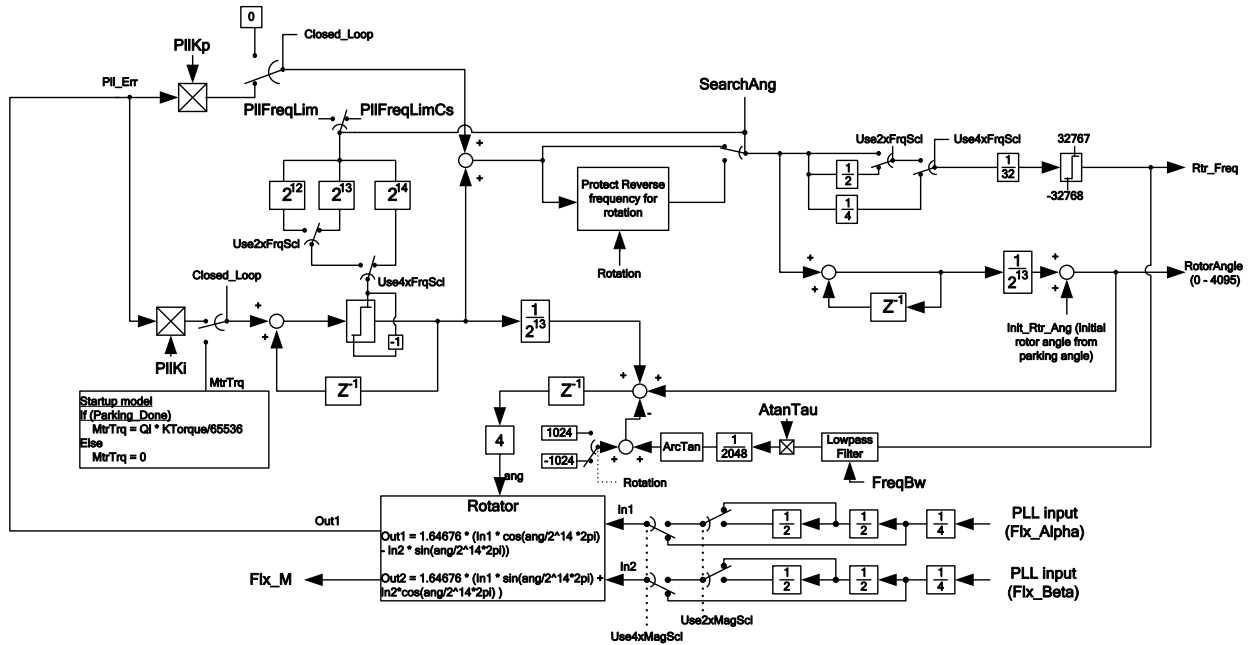 0
Closed_Loop
PllKp
Pll_Err
PllFreqLim
PllFreqLimCs
SearchAng
+
+
2^12
2^13
2^14
Use2xFrqScl
Use4xFrqScl
Protect Reverse
frequency for
rotation
Rotation
Use2xFrqScl
Use4xFrqScl
1/2
1/4
1/32
32767
-32768
Rtr_Freq
Closed_Loop
PllKi
+
+
-1
1/2^13
Z^-1
+
+
Z^-1
1/2^13
+
+
RotorAngle
(0 - 4095)
Init_Rtr_Ang (initial
rotor angle from
parking angle)
MtrTrq
Startup model
If (Parking_Done)
MtrTrq = Ql * KTorque/65536
Else
MtrTrq = 0
Z^-1
+
+
+
-
4
ang
1024
-1024
Rotation
+
+
ArcTan
1/2048
AtanTau
Lowpass
Filter
FreqBw
Rotator
Out1 = 1.64676 * (In1 * cos(ang/2^14 *2pi)
- In2 * sin(ang/2^14*2pi))
Out2 = 1.64676 * (In1 * sin(ang/2^14*2pi) +
In2*cos(ang/2^14*2pi) )
Out1
Flx_M
In1
In2
1/2
1/2
1/4
PLL input
(Flx_Alpha)
1/2
1/2
1/4
PLL input
(Flx_Beta)
Use2xMagScl
Use4xMagScl